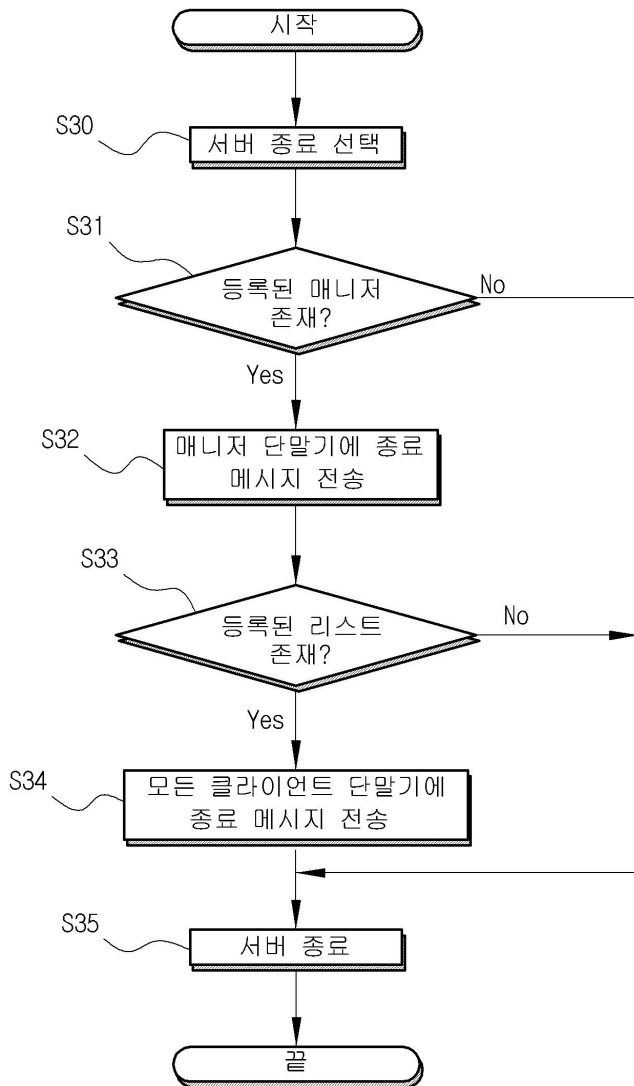 시작
S30
서버 종료 선택
S31
등록된 매니저
존재?
No
Yes
S32
매니저 단말기에 종료
메시지 전송
S33
등록된 리스트
존재?
No
Yes
S34
모든 클라이언트 단말기에
종료 메시지 전송
S35
서버 종료
끝